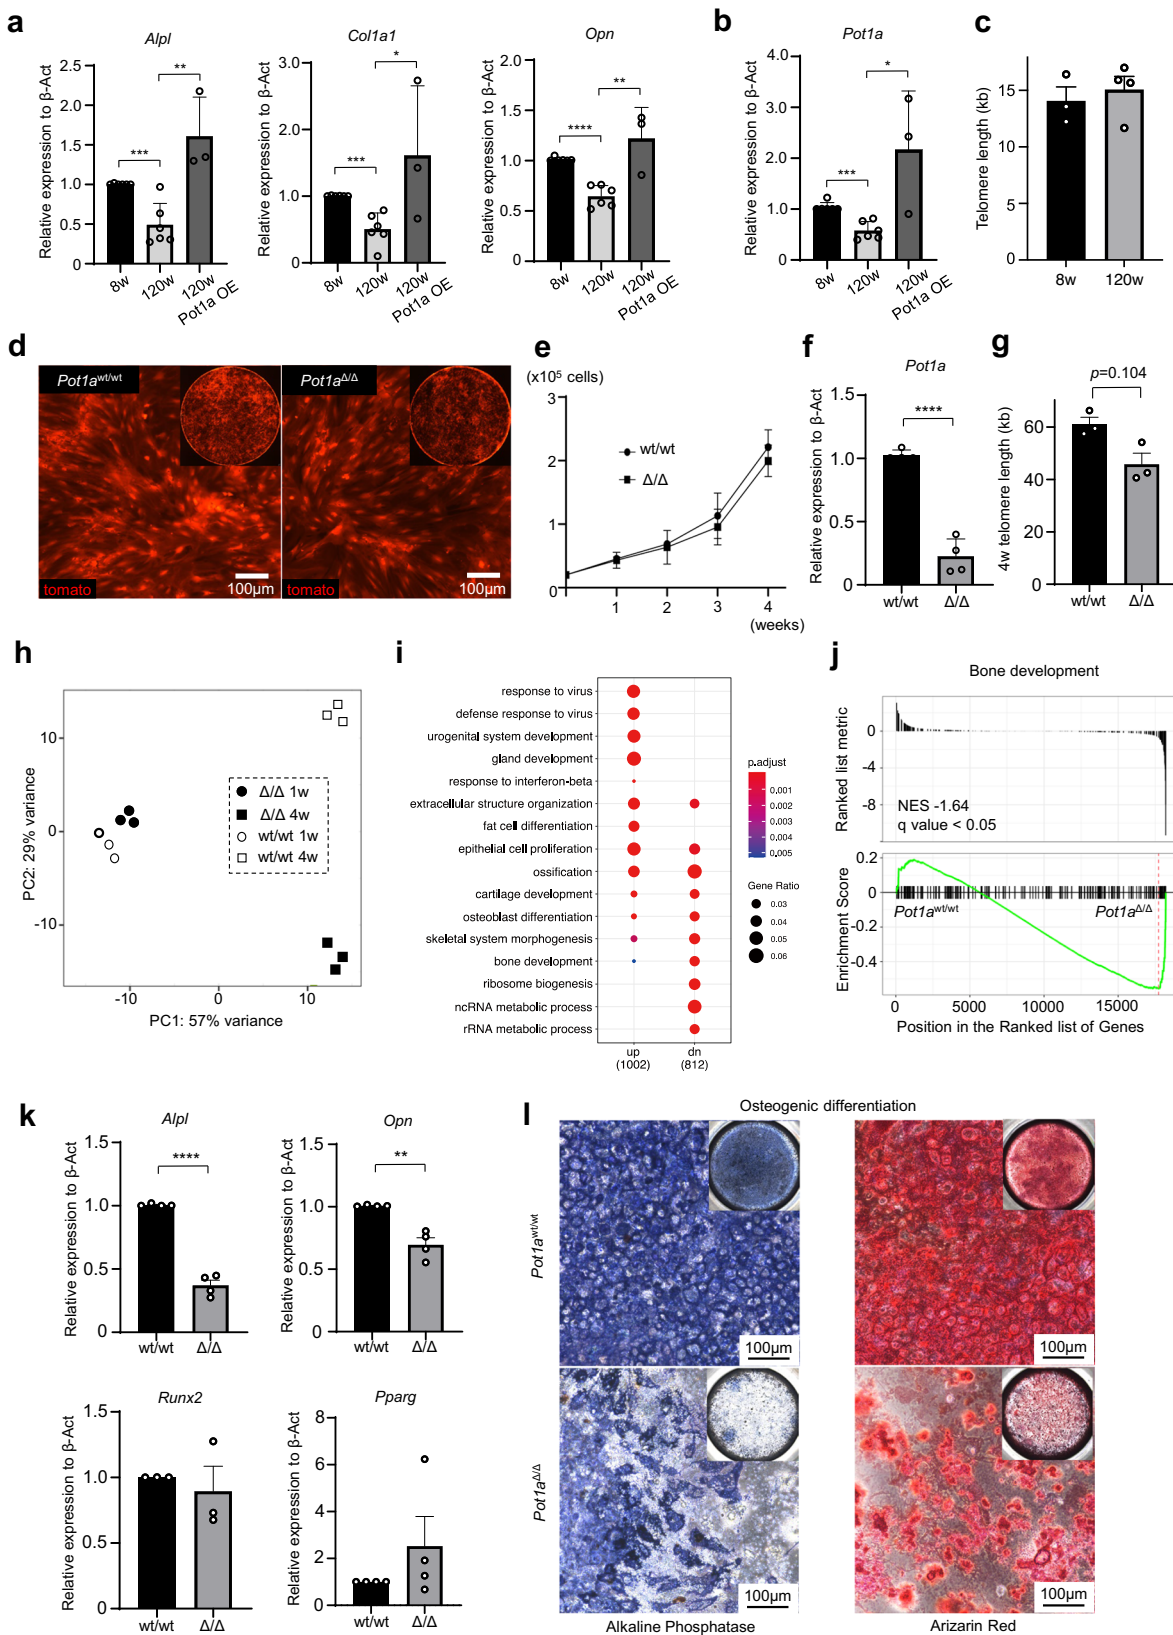 a
Alpl
Relative expression to β-Act
2.5
2.0
1.5
1.0
0.5
0
**
***
8w
120w
120w
Pot1a OE
Col1a1
Relative expression to β-Act
3.0
2.0
1.0
0
*
***
8w
120w
120w
Pot1a OE
Opn
Relative expression to β-Act
2.0
1.5
1.0
0.5
0
**
****
8w
120w
120w
Pot1a OE
b
Pot1a
Relative expression to β-Act
4.0
3.0
2.0
1.0
0
*
***
8w
120w
120w
Pot1a OE
c
Telomere length (kb)
15
10
5
0
8w
120w
d
Pot1a^wt/wt
tomato
100μm
Pot1a^Δ/Δ
tomato
100μm
e
(x10⁵ cells)
3
2
1
0
wt/wt
Δ/Δ
1
2
3
4
(weeks)
f
Pot1a
Relative expression to β-Act
1.5
1.0
0.5
0
****
wt/wt
Δ/Δ
g
p=0.104
4w telomere length (kb)
60
40
20
0
wt/wt
Δ/Δ
h
PC2: 29% variance
10
0
-10
Δ/Δ 1w
Δ/Δ 4w
wt/wt 1w
wt/wt 4w
-10
0
10
PC1: 57% variance
i
response to virus
defense response to virus
urogenital system development
gland development
response to interferon-beta
extracellular structure organization
fat cell differentiation
epithelial cell proliferation
ossification
cartilage development
osteoblast differentiation
skeletal system morphogenesis
bone development
ribosome biogenesis
ncRNA metabolic process
rRNA metabolic process
up
(1002)
dn
(812)
p.adjust
0.001
0.002
0.003
0.004
0.005
Gene Ratio
0.03
0.04
0.05
0.06
j
Bone development
Ranked list metric
0
-4
-8
NES -1.64
q value < 0.05
Enrichment Score
0.2
0
-0.2
-0.4
Pot1a^wt/wt
Pot1a^Δ/Δ
0
5000
10000
15000
Position in the Ranked list of Genes
k
Alpl
Relative expression to β-Act
1.5
1.0
0.5
0
****
wt/wt
Δ/Δ
Opn
Relative expression to β-Act
1.5
1.0
0.5
0
**
wt/wt
Δ/Δ
Runx2
Relative expression to β-Act
1.5
1.0
0.5
0
wt/wt
Δ/Δ
Pparg
Relative expression to β-Act
8
6
4
2
0
wt/wt
Δ/Δ
l
Osteogenic differentiation
Pot1a^wt/wt
100μm
100μm
Pot1a^Δ/Δ
100μm
100μm
Alkaline Phosphatase
Arizarin Red